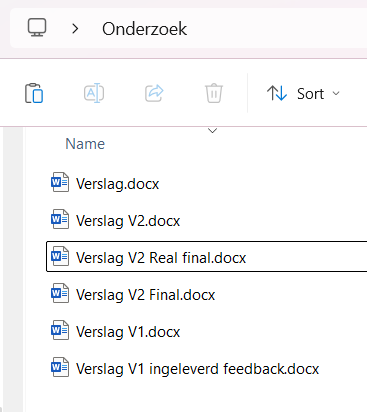 Onderzoek
Sort
Name
Verslag.docx
Verslag V2.docx
Verslag V2 Real final.docx
Verslag V2 Final.docx
Verslag V1.docx
Verslag V1 ingeleverd feedback.docx